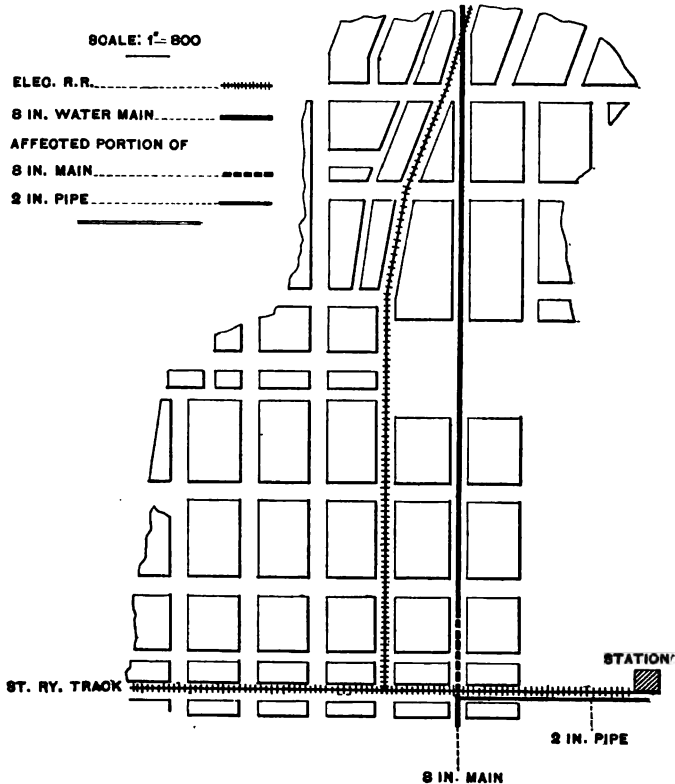 SCALE: 1"= 800
ELEC. R.R.
8 IN. WATER MAIN
AFFECTED PORTION OF
8 IN. MAIN
2 IN. PIPE
STATION
ST. RY. TRACK
2 IN. PIPE
8 IN. MAIN